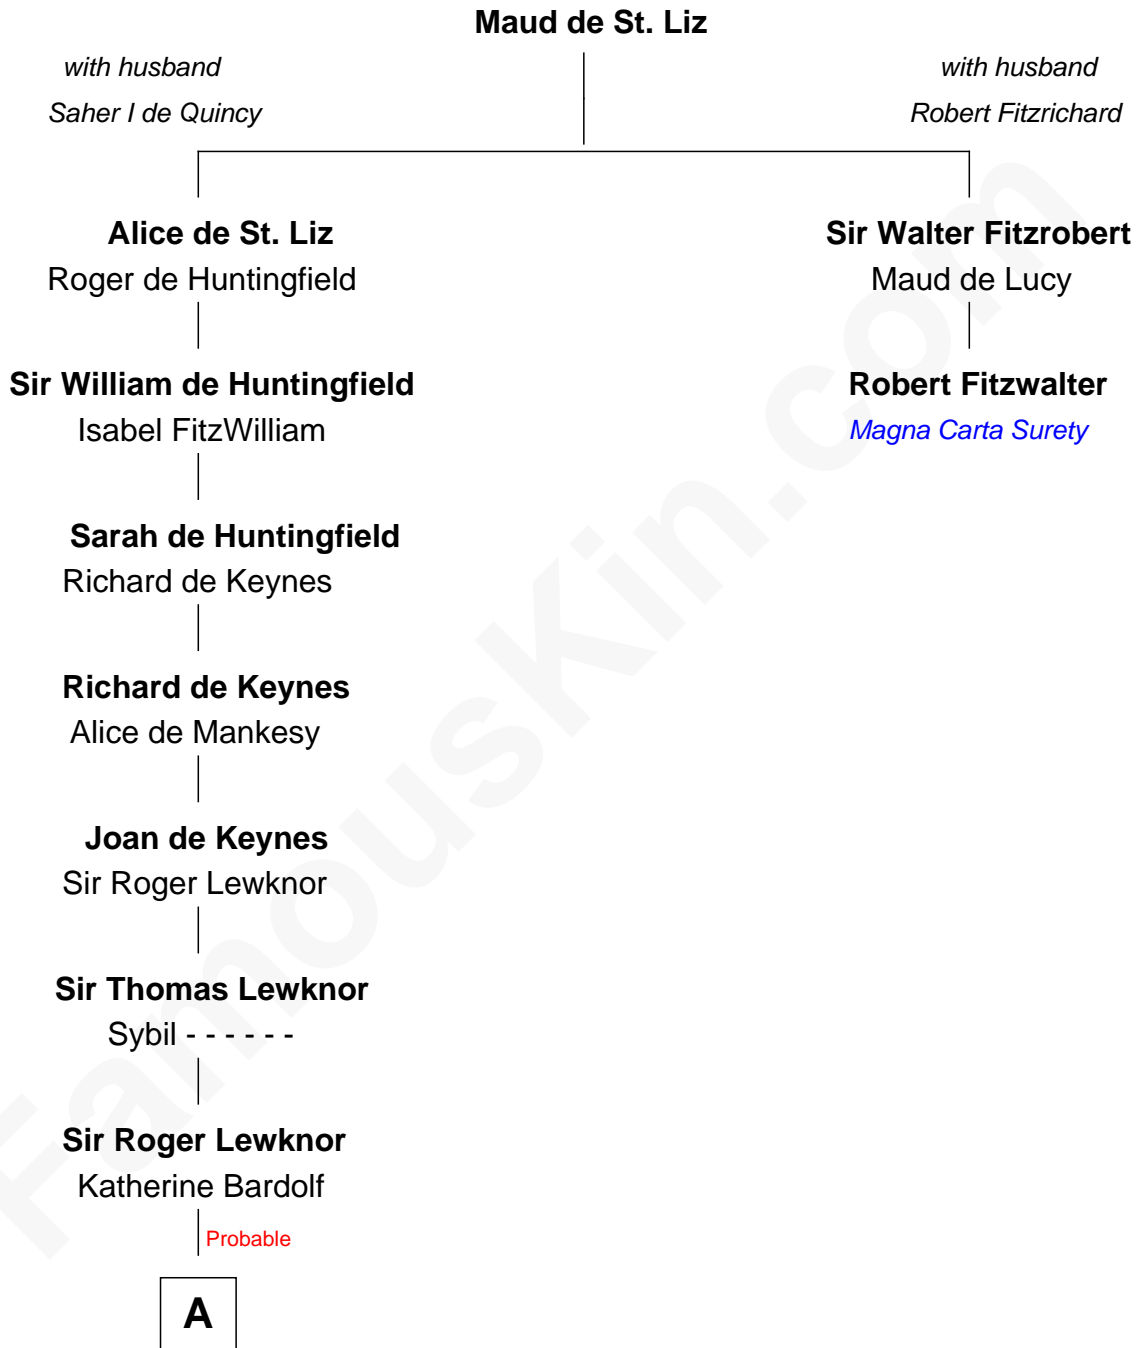 Maud de St. Liz
with husband
Saher I de Quincy
with husband
Robert Fitzrichard
Alice de St. Liz
Roger de Huntingfield
Sir Walter Fitzrobert
Maud de Lucy
Sir William de Huntingfield
Isabel FitzWilliam
Robert Fitzwalter
Magna Carta Surety
Sarah de Huntingfield
Richard de Keynes
Richard de Keynes
Alice de Mankesy
Joan de Keynes
Sir Roger Lewknor
Sir Thomas Lewknor
Sybil - - - - - -
Sir Roger Lewknor
Katherine Bardolf
Probable
A
FamousKin.com